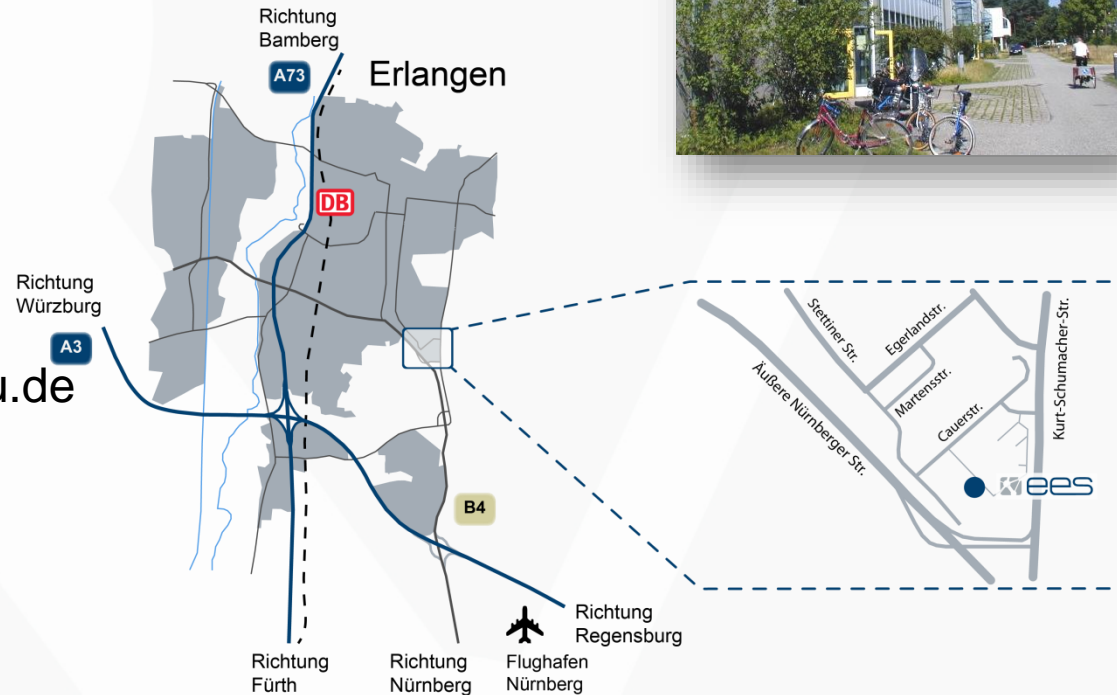 Richtung
Bamberg
A73
Erlangen
DB
Richtung
Würzburg
A3
u.de
B4
Richtung
Regensburg
Richtung
Fürth
Richtung
Nürnberg
Flughafen
Nürnberg
Stettiner Str.
Egerlandstr.
Martensstr.
Cauerstr.
Äußere Nürnberger Str.
Kurt-Schumacher-Str.
ees